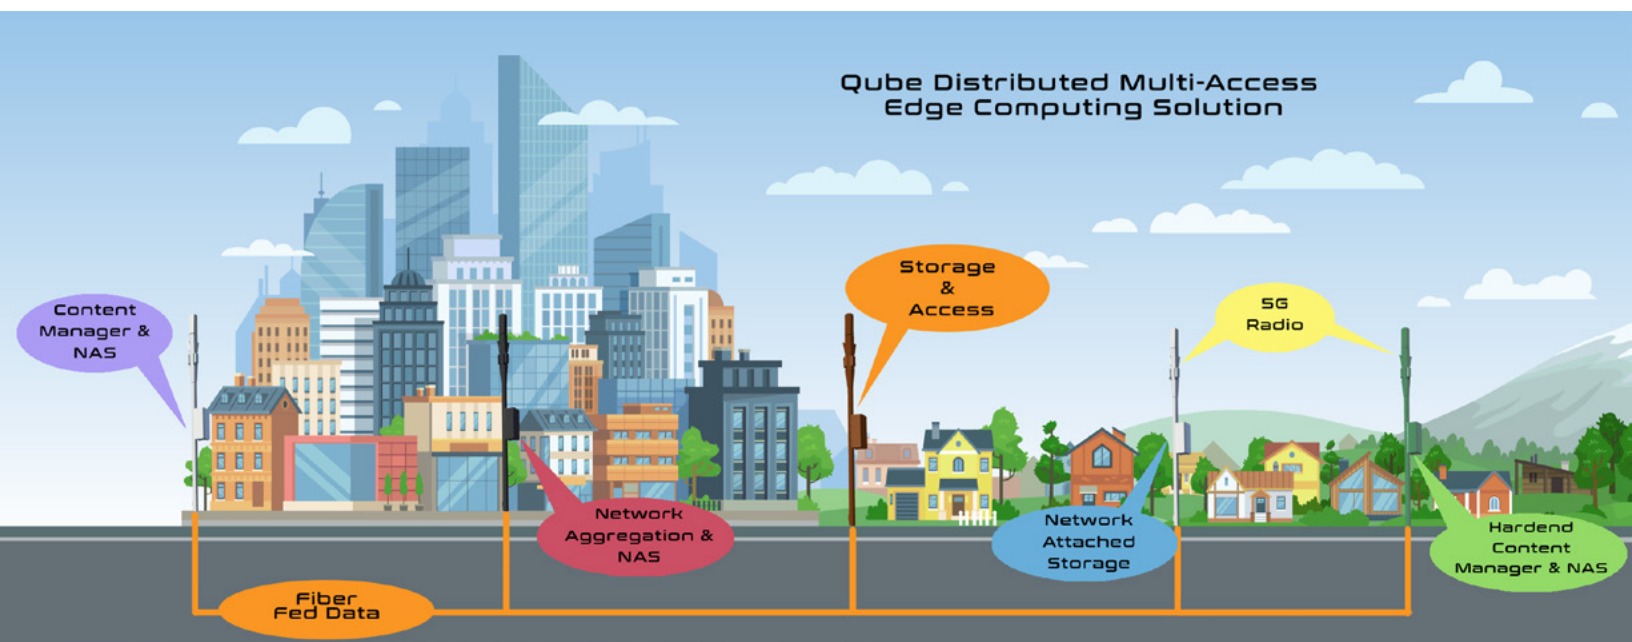 Qube Distributed Multi-Access
Edge Computing Solution
Content
Manager &
NAS
Storage
&
Access
5G
Radio
Network
Aggregation &
NAS
Network
Attached
Storage
Hardend
Content
Manager & NAS
Fiber
Fed Data